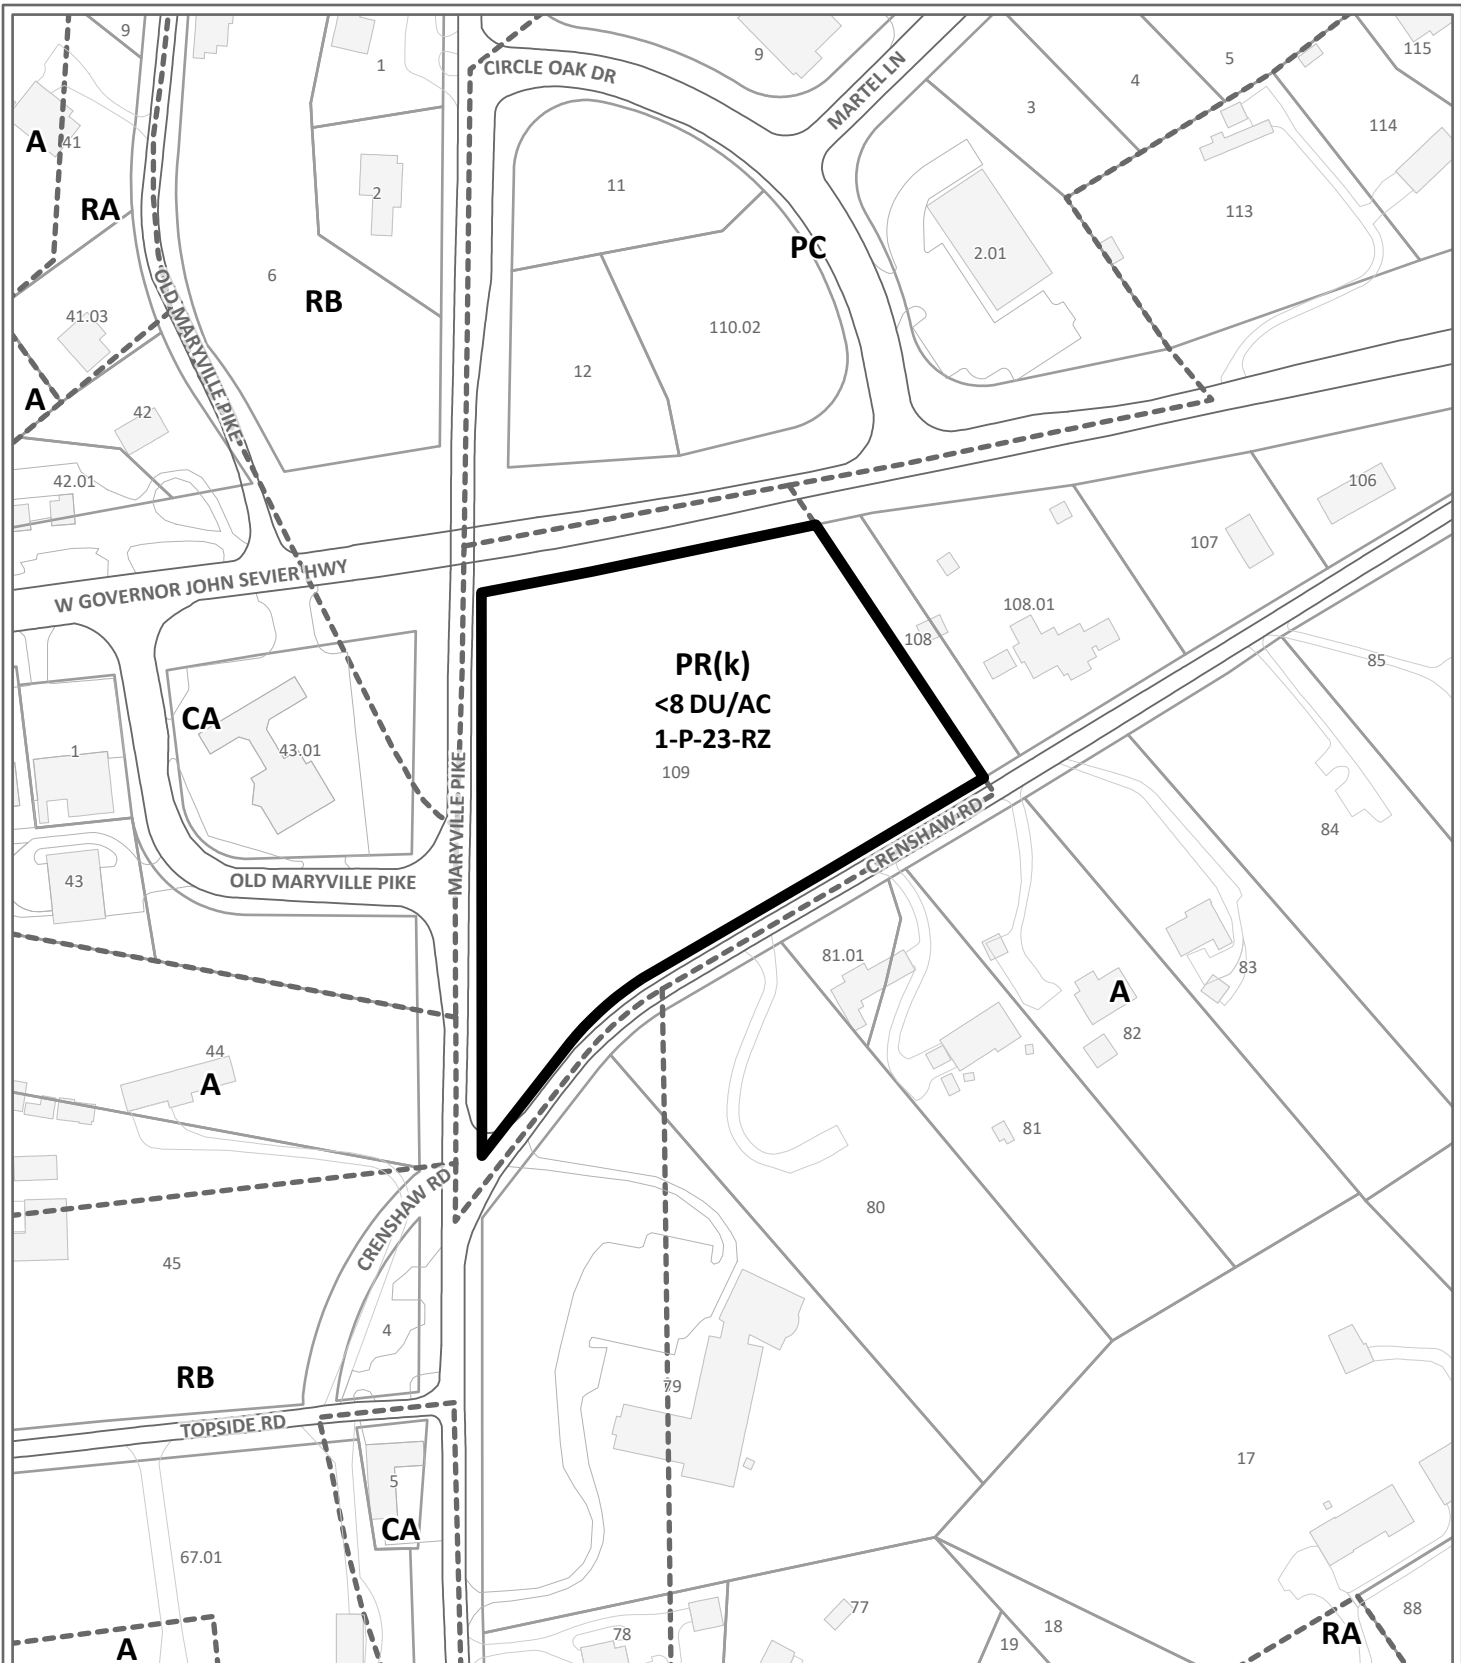 9
1
CIRCLE OAK DR
9
MARTEL LN
5
115
4
3
114
A
41
RA
2
11
113
PC
2.01
6
RB
OLD MARYVILLE PIKE
41.03
110.02
12
A
42
42.01
106
107
W GOVERNOR JOHN SEVIER HWY
108.01
108
85
PR(k)
<8 DU/AC
1-P-23-RZ
109
CA
43.01
1
MARYVILLE PIKE
CRENSHAW RD
84
43
OLD MARYVILLE PIKE
81.01
83
A
82
44
A
81
CRENSHAW RD
80
45
4
RB
79
TOPSIDE RD
17
5
CA
67.01
77
88
78
18
19
RA
A